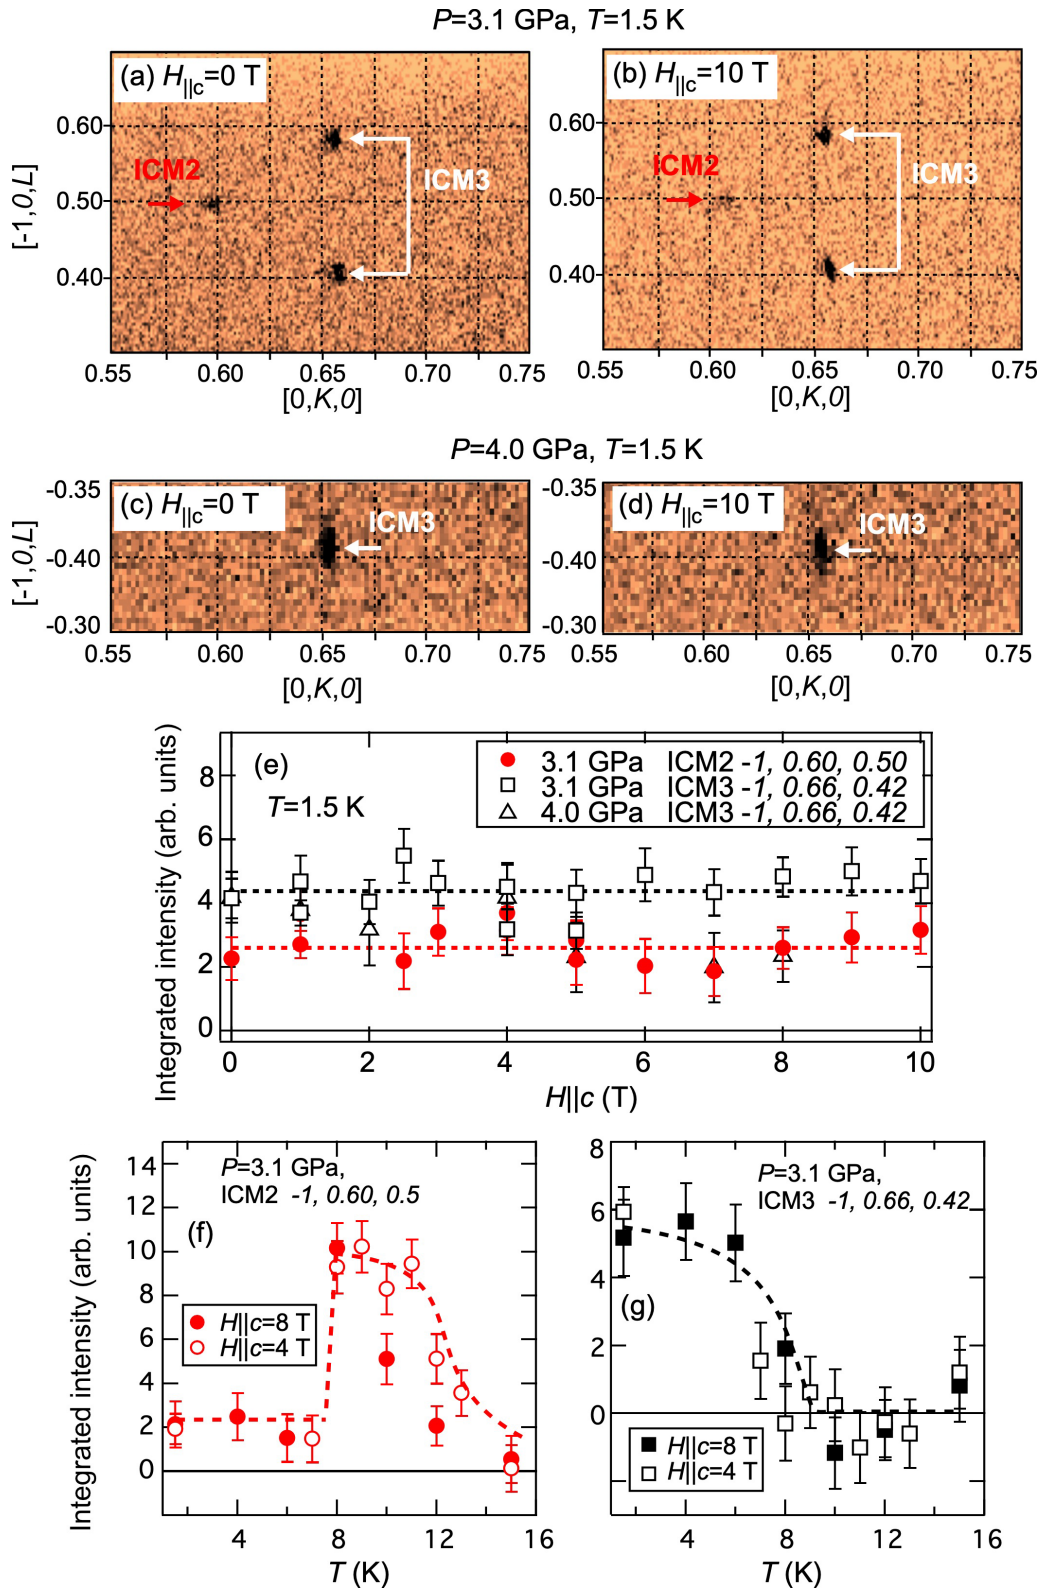 P=3.1 GPa, T=1.5 K
(a) H||c=0 T
(b) H||c=10 T
0.60
0.50
0.40
[-1,0,L]
ICM2
ICM3
0.60
0.50
0.40
ICM2
ICM3
0.55 0.60 0.65 0.70 0.75
[0,K,0]
0.55 0.60 0.65 0.70 0.75
[0,K,0]
P=4.0 GPa, T=1.5 K
(c) H||c=0 T
ICM3
(d) H||c=10 T
ICM3
-0.35
-0.40
-0.30
[-1,0,L]
-0.35
-0.40
-0.30
0.55 0.60 0.65 0.70 0.75
[0,K,0]
0.55 0.60 0.65 0.70 0.75
[0,K,0]
Integrated intensity (arb. units)
(e)
T=1.5 K
3.1 GPa ICM2 -1, 0.60, 0.50
3.1 GPa ICM3 -1, 0.66, 0.42
4.0 GPa ICM3 -1, 0.66, 0.42
8
6
4
2
0
0 2 4 6 8 10
H||c (T)
Integrated intensity (arb. units)
P=3.1 GPa,
ICM2 -1, 0.60, 0.5
(f)
H||c=8 T
H||c=4 T
14
12
10
8
6
4
2
0
4 8 12 16
T (K)
P=3.1 GPa,
ICM3 -1, 0.66, 0.42
(g)
H||c=8 T
H||c=4 T
8
6
4
2
0
4 8 12 16
T (K)